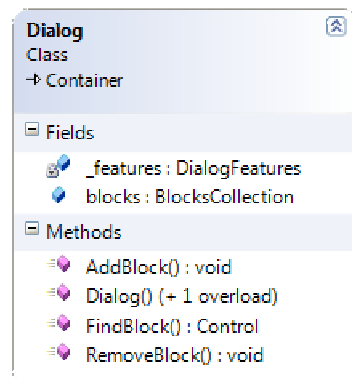 Dialog
Class
Container
Fields
_features : DialogFeatures
blocks : BlocksCollection
Methods
AddBlock() : void
Dialog() (+ 1 overload)
FindBlock() : Control
RemoveBlock() : void